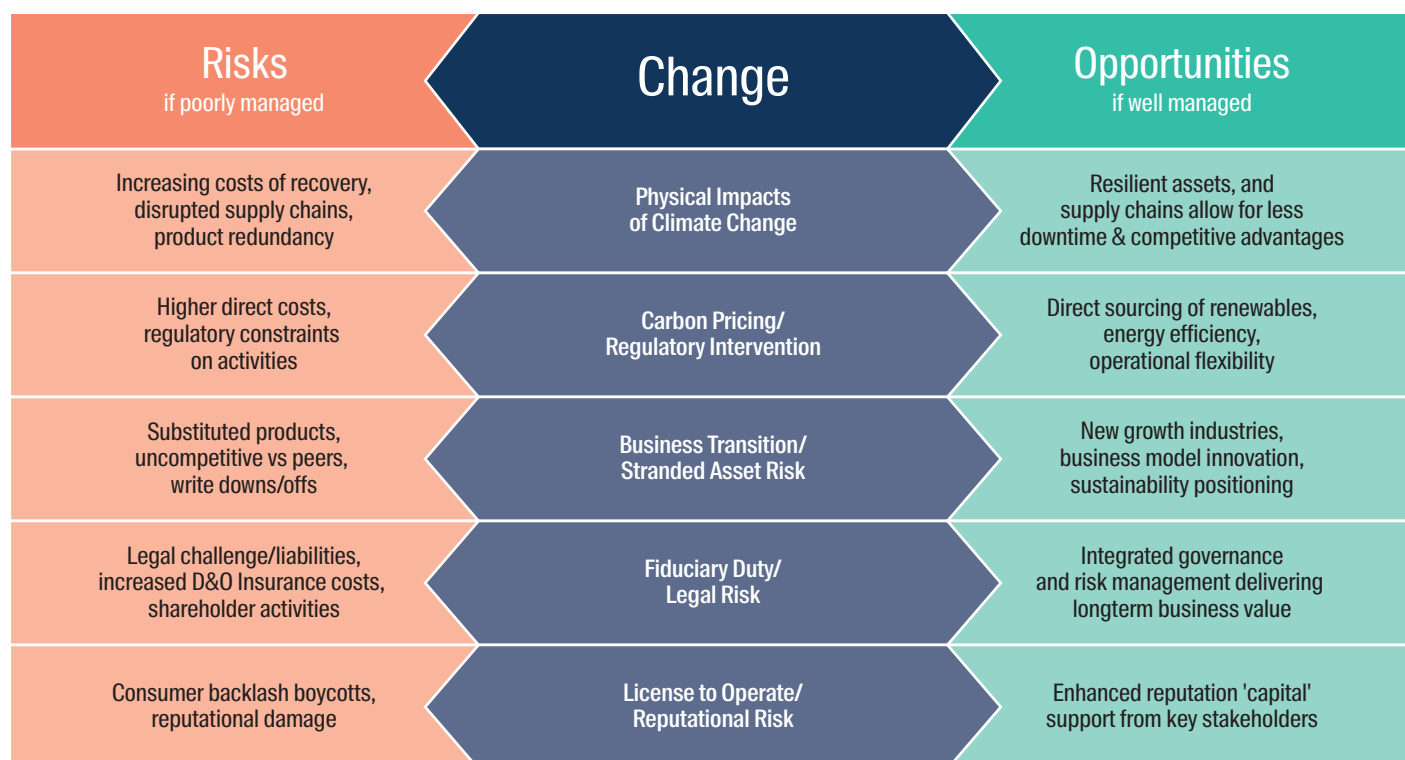 Risks
if poorly managed
Change
Opportunities
if well managed
Increasing costs of recovery,
disrupted supply chains,
product redundancy
Physical Impacts
of Climate Change
Resilient assets, and
supply chains allow for less
downtime & competitive advantages
Higher direct costs,
regulatory constraints
on activities
Carbon Pricing/
Regulatory Intervention
Direct sourcing of renewables,
energy efficiency,
operational flexibility
Substituted products,
uncompetitive vs peers,
write downs/offs
Business Transition/
Stranded Asset Risk
New growth industries,
business model innovation,
sustainability positioning
Legal challenge/liabilities,
increased D&O Insurance costs,
shareholder activities
Fiduciary Duty/
Legal Risk
Integrated governance
and risk management delivering
longterm business value
Consumer backlash boycotts,
reputational damage
License to Operate/
Reputational Risk
Enhanced reputation 'capital'
support from key stakeholders